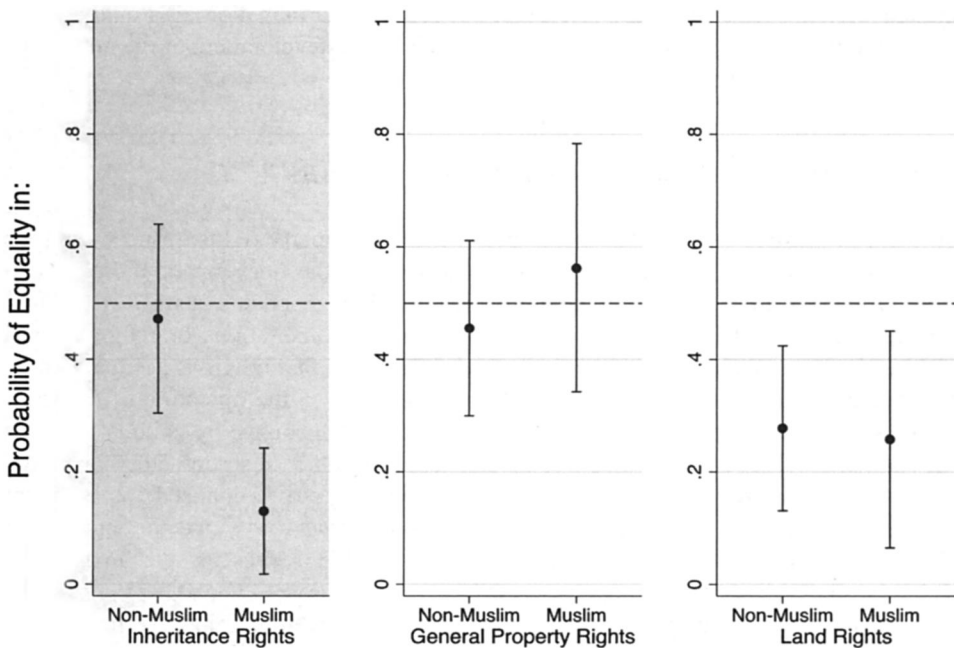 Probability of Equality in:
1
.8
.6
.4
.2
0
Non-Muslim Muslim
Inheritance Rights
1
.8
.6
.4
.2
0
Non-Muslim Muslim
General Property Rights
1
.8
.6
.4
.2
0
Non-Muslim Muslim
Land Rights